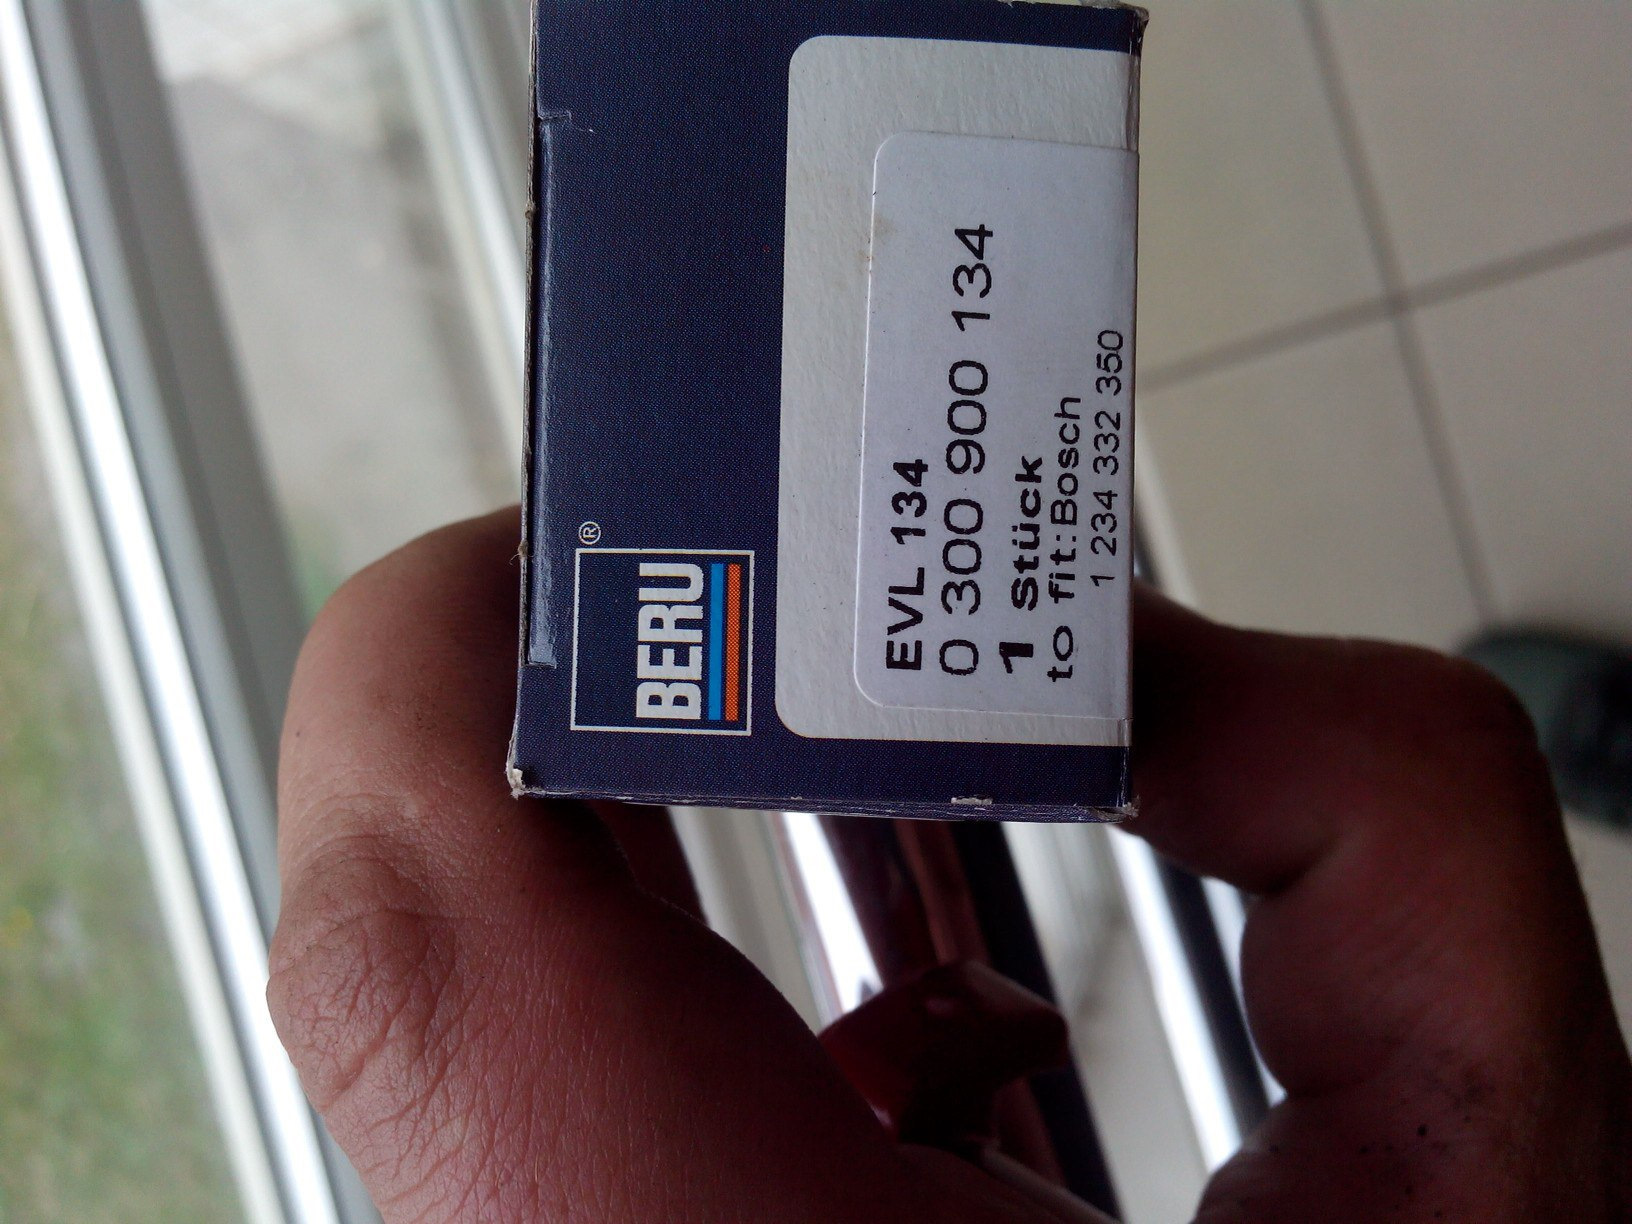 BERU®
EVL 134
0 300 900 134
1 Stück
to fit:Bosch
1 234 332 350